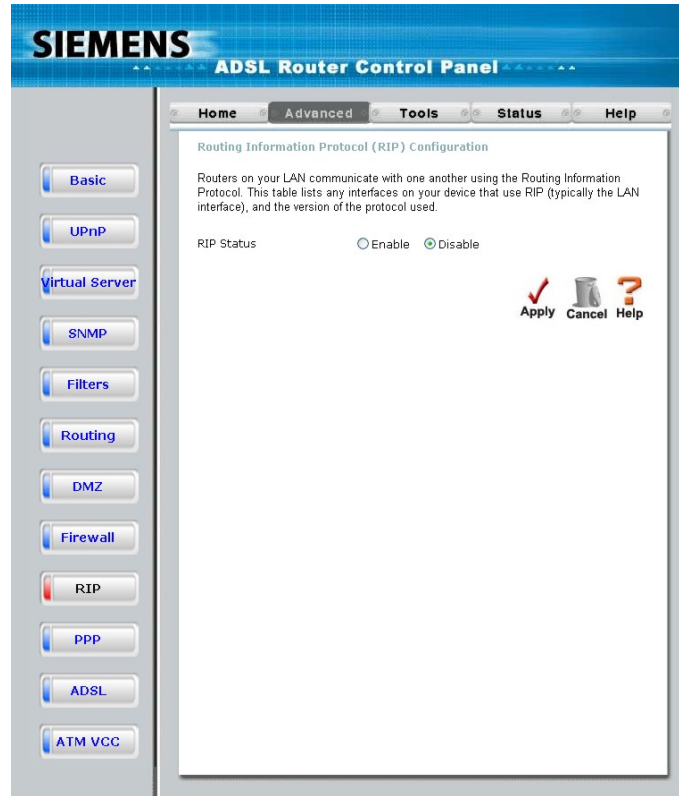 SIEMENS
ADSL Router Control Panel
Home Advanced Tools Status Help
Basic
UPnP
Virtual Server
SNMP
Filters
Routing
DMZ
Firewall
RIP
PPP
ADSL
ATM VCC
Routing Information Protocol (RIP) Configuration
Routers on your LAN communicate with one another using the Routing Information
Protocol. This table lists any interfaces on your device that use RIP (typically the LAN
interface), and the version of the protocol used.
RIP Status Enable Disable
Apply Cancel Help